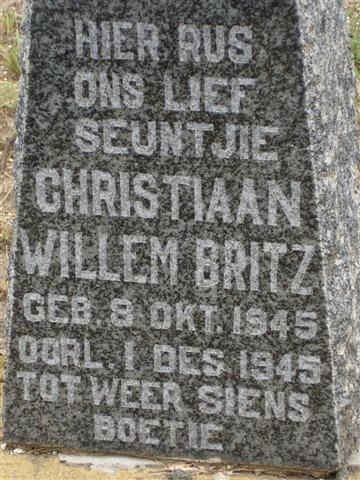 HIER RUS
ONS LIEF
SEUNTJIE
CHRISTIAAN
WILLEM BRITZ
GEB. 8 OKT. 1945
OORL. 1 DES. 1945
TOT WEER SIENS
BOETIE